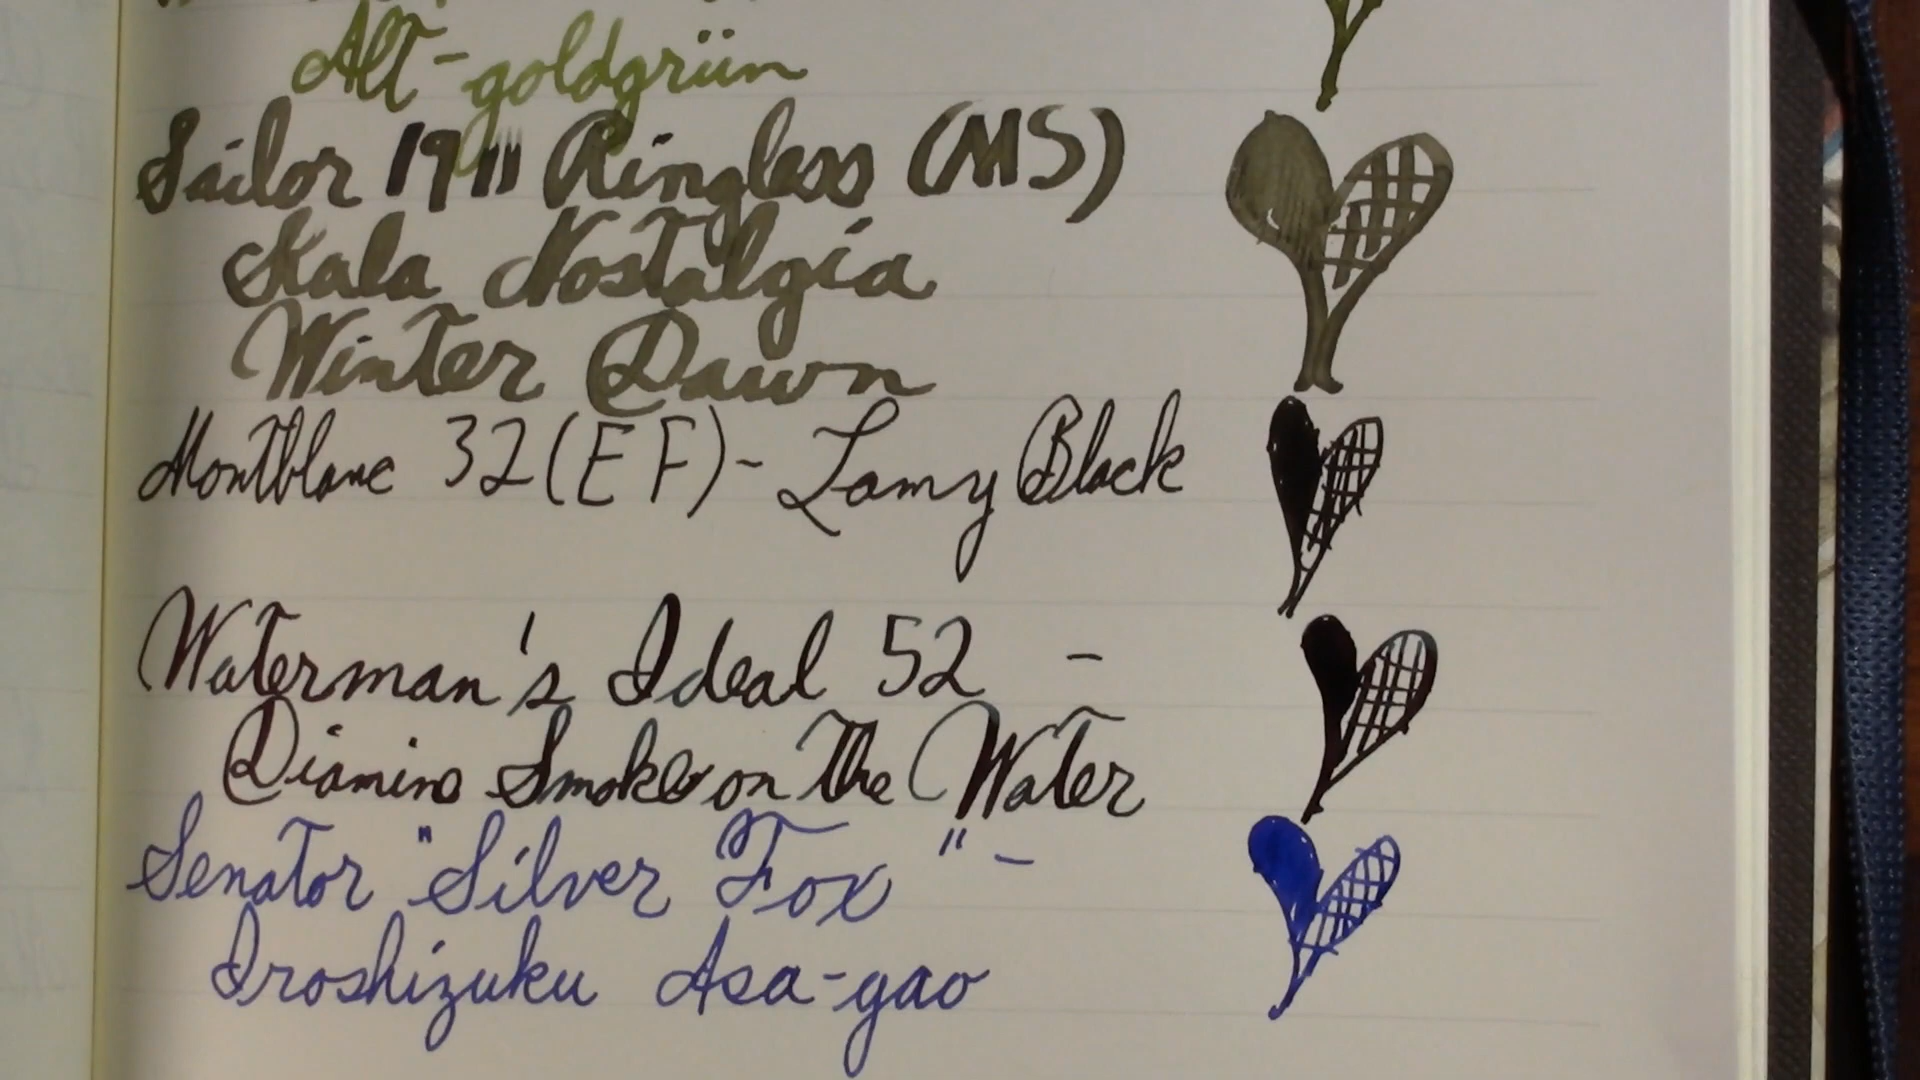 Alt-goldgrün
Sailor 1911 Ringless (MS)
Kala Nostalgia
Winter Dawn
Montblanc 32 (EF) - Lamy Black
Waterman's Ideal 52 -
Diamine Smoke on the Water
Senator "Silver Fox" -
Iroshizuku Asa-gao